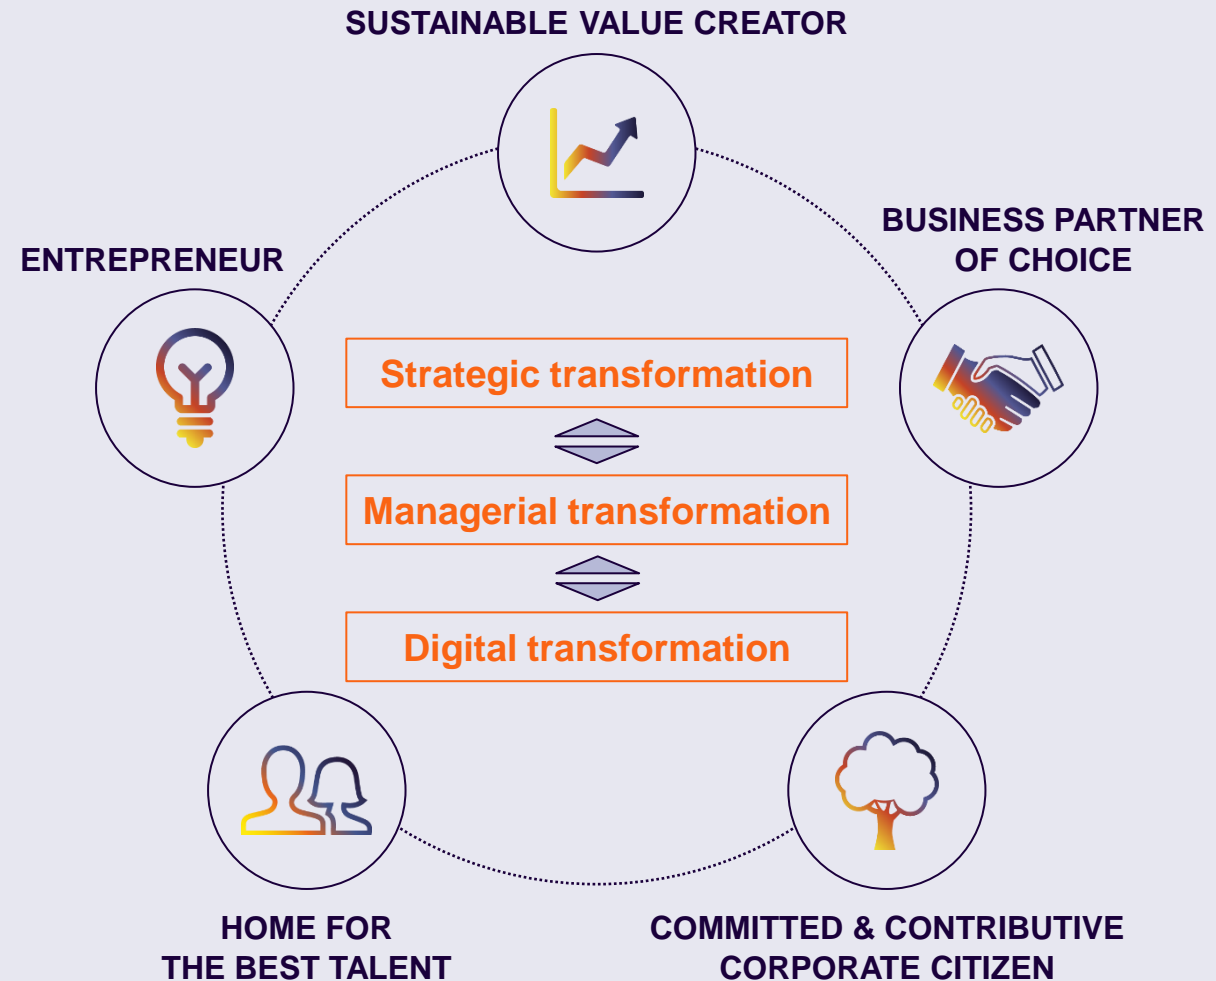 SUSTAINABLE VALUE CREATOR
BUSINESS PARTNER
OF CHOICE
ENTREPRENEUR
Strategic transformation
Managerial transformation
Digital transformation
HOME FOR
THE BEST TALENT
COMMITTED & CONTRIBUTIVE
CORPORATE CITIZEN